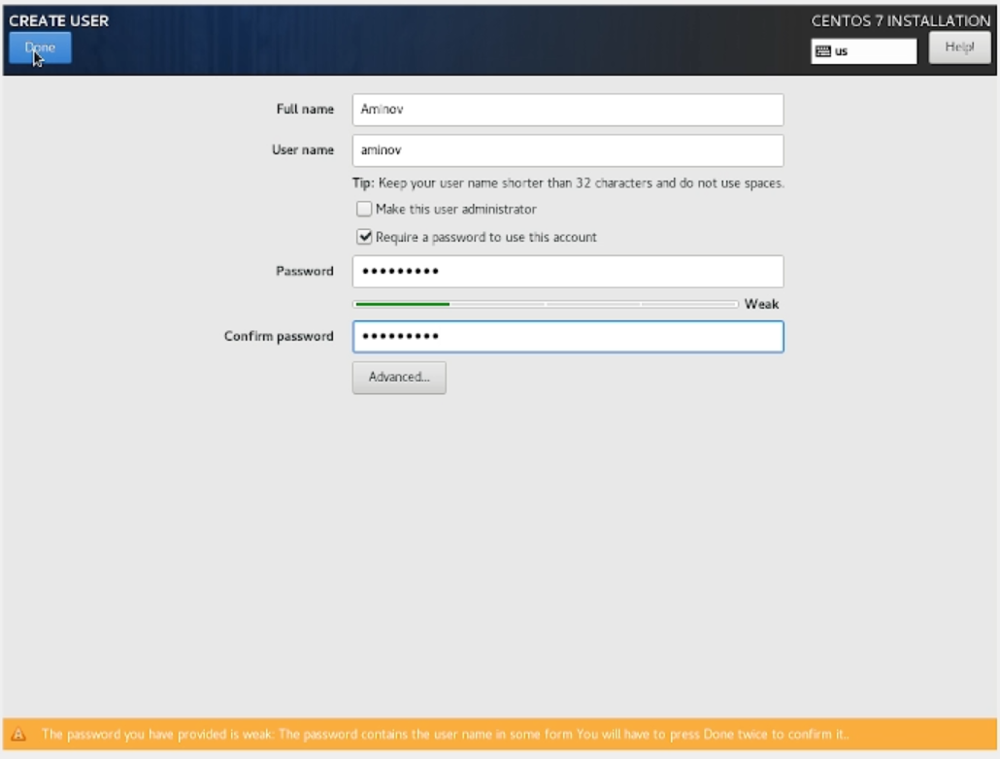 CREATE USER
CENTOS 7 INSTALLATION
Done
us
Help!
Full name
Aminov
User name
aminov
Tip: Keep your user name shorter than 32 characters and do not use spaces.
Make this user administrator
Require a password to use this account
Password
•••••••••
Weak
Confirm password
•••••••••
Advanced...
The password you have provided is weak: The password contains the user name in some form You will have to press Done twice to confirm it..